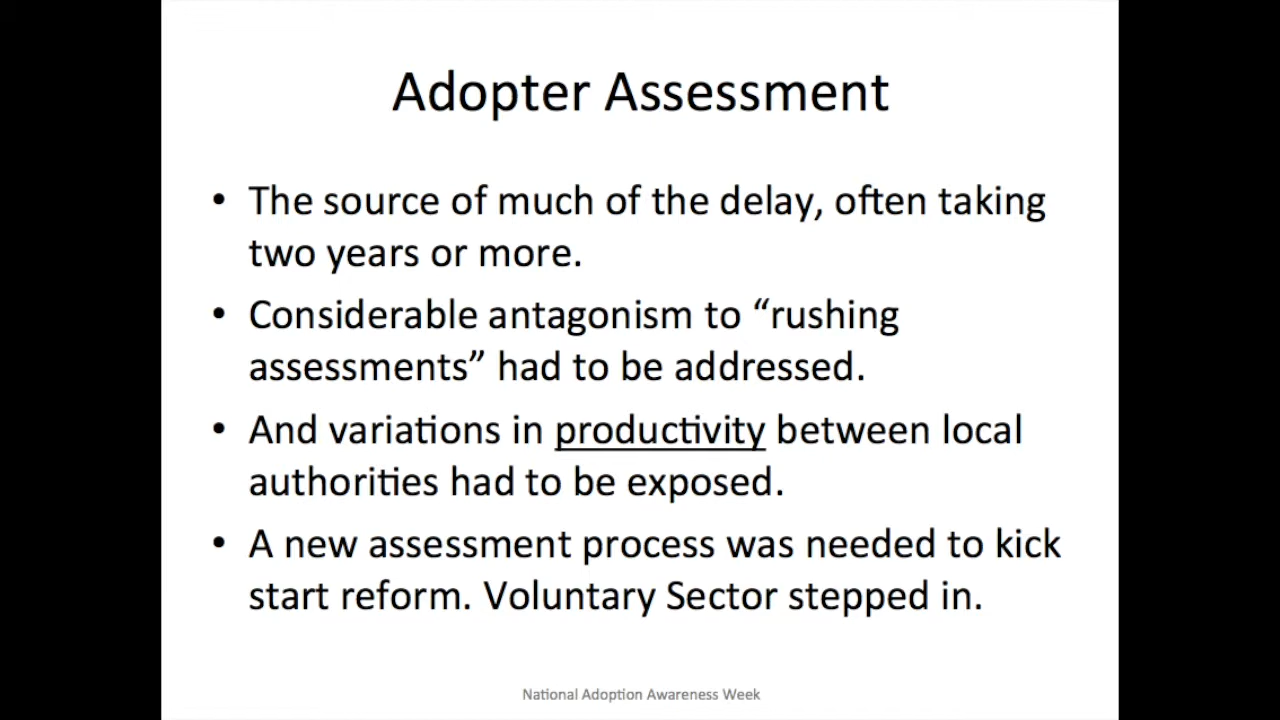 Adopter Assessment
• The source of much of the delay, often taking
two years or more.
• Considerable antagonism to “rushing
assessments” had to be addressed.
• And variations in productivity between local
authorities had to be exposed.
• A new assessment process was needed to kick
start reform. Voluntary Sector stepped in.
National Adoption Awareness Week